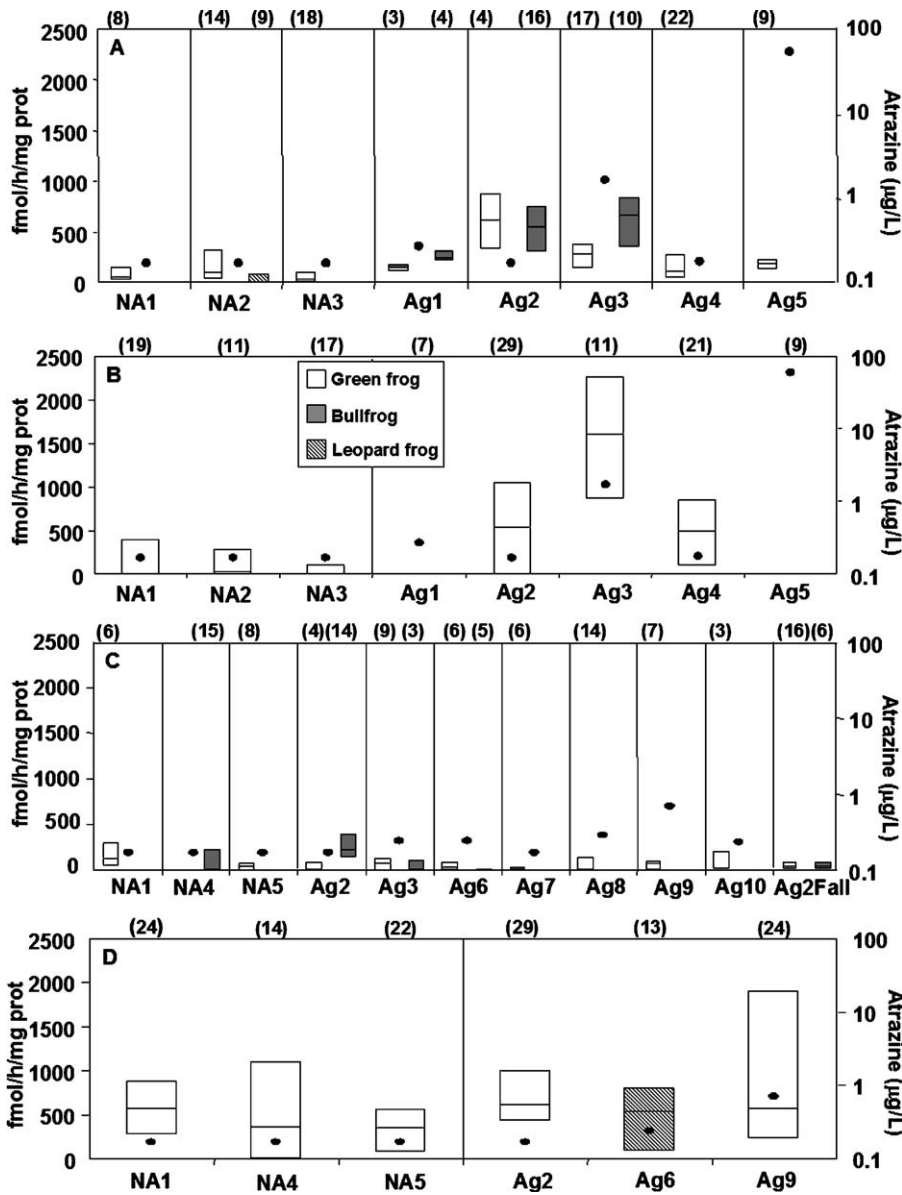 (8) (14) (9) (18) (3) (4) (4) (16) (17) (10) (22) (9)
A
2500
2000
1500
1000
500
0
fmol/h/mg prot
100
10
1
0.1
Atrazine (µg/L)
NA1 NA2 NA3 Ag1 Ag2 Ag3 Ag4 Ag5
(19) (11) (17) (7) (29) (11) (21) (9)
B
2500
2000
1500
1000
500
0
fmol/h/mg prot
Green frog
Bullfrog
Leopard frog
100
10
1
0.1
Atrazine (µg/L)
NA1 NA2 NA3 Ag1 Ag2 Ag3 Ag4 Ag5
(6) (15) (8) (4)(14) (9) (3) (6) (5) (6) (14) (7) (3) (16)(6)
C
2500
2000
1500
1000
500
0
fmol/h/mg prot
100
10
1
0.1
Atrazine (µg/L)
NA1 NA4 NA5 Ag2 Ag3 Ag6 Ag7 Ag8 Ag9 Ag10 Ag2Fall
(24) (14) (22) (29) (13) (24)
D
2500
2000
1500
1000
500
0
fmol/h/mg prot
100
10
1
0.1
Atrazine (µg/L)
NA1 NA4 NA5 Ag2 Ag6 Ag9